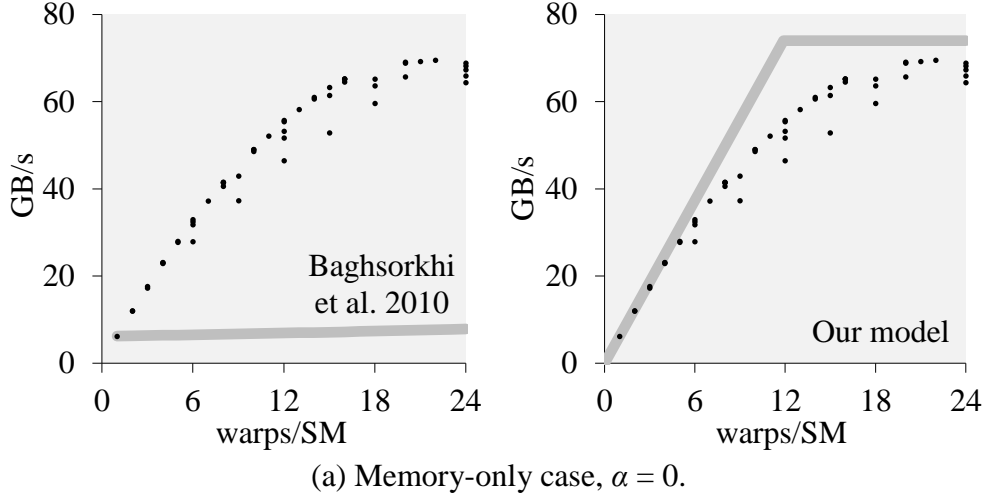 80
60
40
20
0
GB/s
Baghsorkhi
et al. 2010
0 6 12 18 24
warps/SM
80
60
40
20
0
GB/s
Our model
0 6 12 18 24
warps/SM
(a) Memory-only case, α = 0.